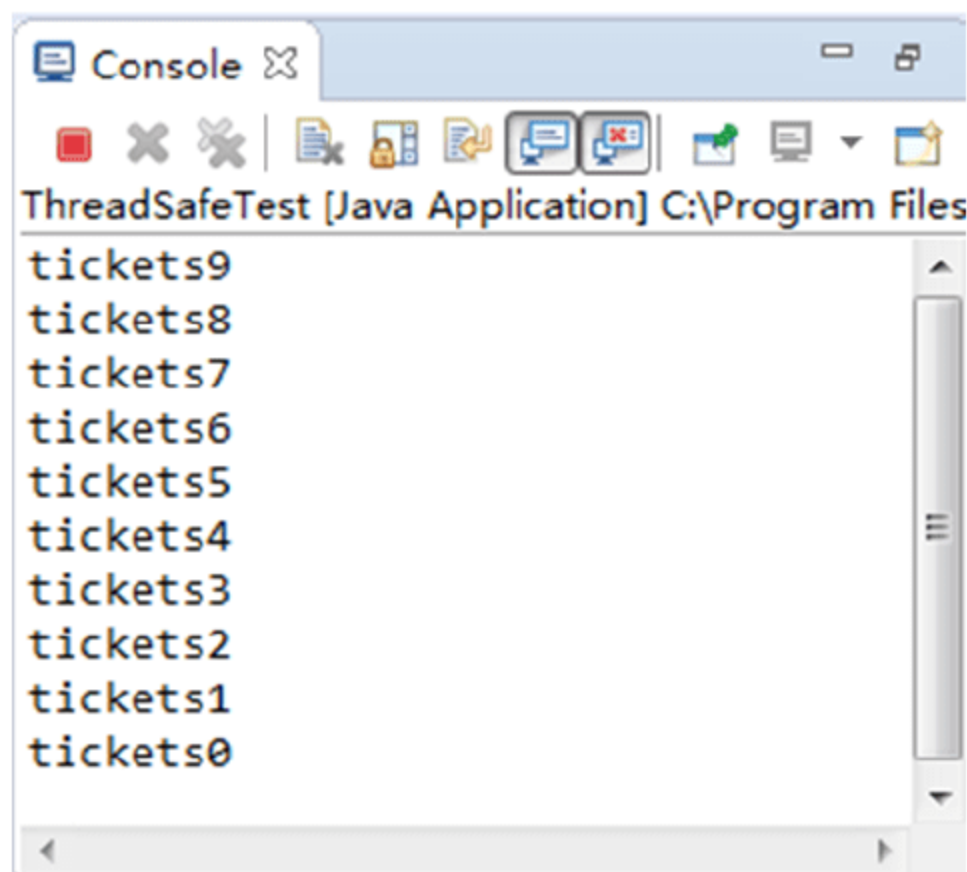 Console
ThreadSafeTest [Java Application] C:\Program Files
tickets9
tickets8
tickets7
tickets6
tickets5
tickets4
tickets3
tickets2
tickets1
tickets0